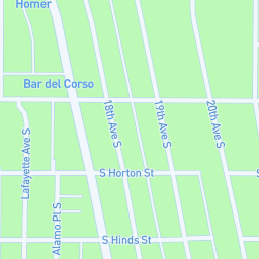 Homer
Bar del Corso
18th Ave S
19th Ave S
20th Ave S
Lafayette Ave S
S Horton St
S
Alamo Pl S
S Hinds St